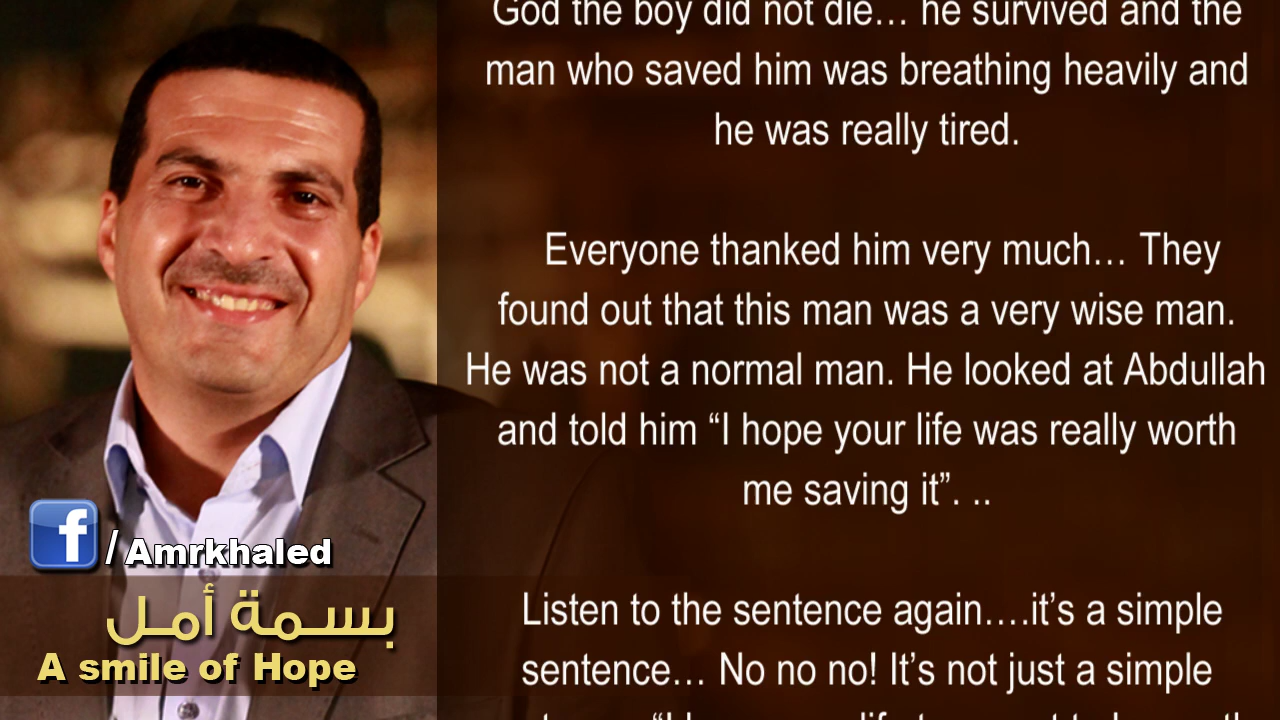 God the boy did not die… he survived and the
man who saved him was breathing heavily and
he was really tired.
Everyone thanked him very much… They
found out that this man was a very wise man.
He was not a normal man. He looked at Abdullah
and told him “I hope your life was really worth
me saving it”. ..
Listen to the sentence again….it’s a simple
sentence… No no no! It’s not just a simple
f / Amrkhaled
بسمة أمل
A smile of Hope